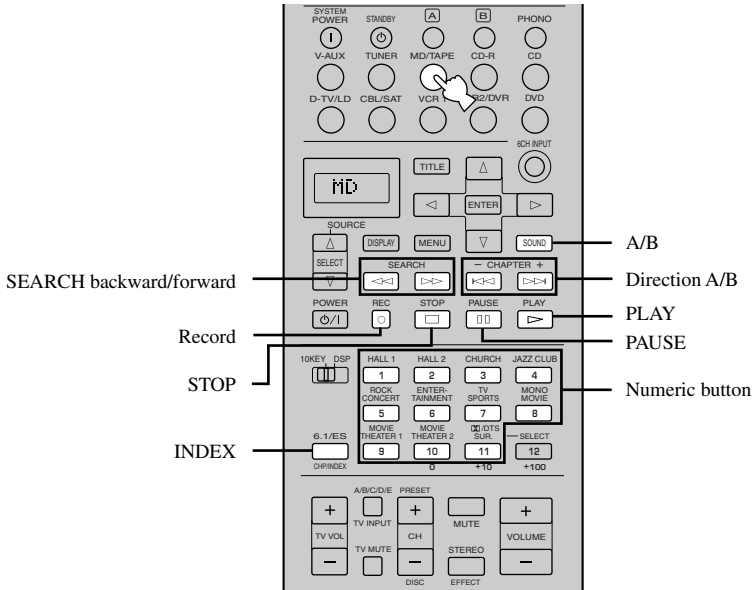 SYSTEM
POWER STANDBY A B PHONO
V-AUX TUNER MD/TAPE CD-R CD
D-TV/LD CBL/SAT VCR 1 R2/DVR DVD
6CH INPUT
TITLE
MD
ENTER
SOURCE
SELECT
DISPLAY MENU SOUND
A/B
SEARCH backward/forward
SEARCH
– CHAPTER +
Direction A/B
POWER REC STOP PAUSE PLAY
PLAY
Record
PAUSE
STOP
10KEY DSP
HALL 1 HALL 2 CHURCH JAZZ CLUB
1 2 3 4
Numeric button
ROCK CONCERT ENTER-TAINMENT TV SPORTS MONO MOVIE
5 6 7 8
MOVIE THEATER 1 MOVIE THEATER 2 /DTS SUR. SELECT
INDEX
6.1/ES
9 10 11 12
CHP/INDEX 0 +10 +100
A/B/C/D/E PRESET
+ + +
TV INPUT MUTE
TV VOL CH VOLUME
TV MUTE STEREO
– – –
DISC EFFECT